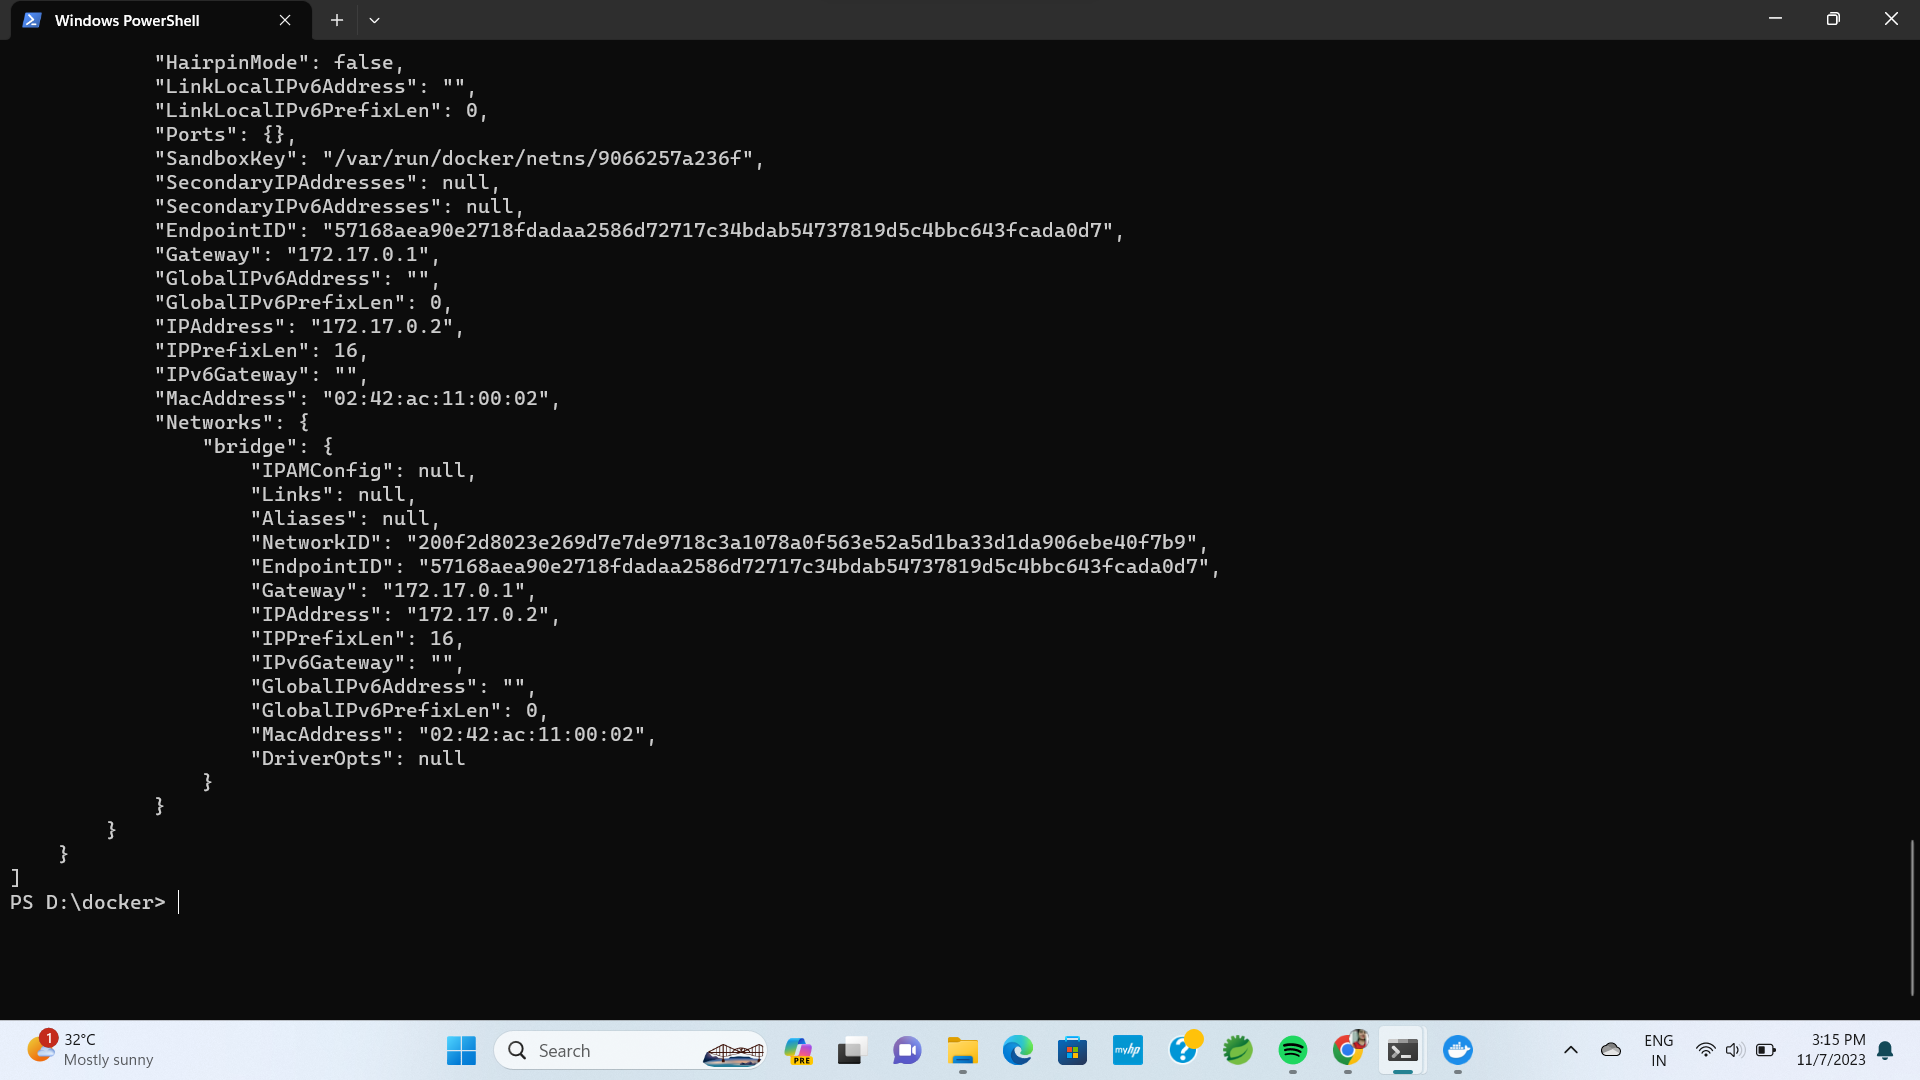 Windows PowerShell
"HairpinMode": false,
"LinkLocalIPv6Address": "",
"LinkLocalIPv6PrefixLen": 0,
"Ports": {},
"SandboxKey": "/var/run/docker/netns/9066257a236f",
"SecondaryIPAddresses": null,
"SecondaryIPv6Addresses": null,
"EndpointID": "57168aea90e2718fdadaa2586d72717c34bdab54737819d5c4bbc643fcada0d7",
"Gateway": "172.17.0.1",
"GlobalIPv6Address": "",
"GlobalIPv6PrefixLen": 0,
"IPAddress": "172.17.0.2",
"IPPrefixLen": 16,
"IPv6Gateway": "",
"MacAddress": "02:42:ac:11:00:02",
"Networks": {
"bridge": {
"IPAMConfig": null,
"Links": null,
"Aliases": null,
"NetworkID": "200f2d8023e269d7e7de9718c3a1078a0f563e52a5d1ba33d1da906ebe40f7b9",
"EndpointID": "57168aea90e2718fdadaa2586d72717c34bdab54737819d5c4bbc643fcada0d7",
"Gateway": "172.17.0.1",
"IPAddress": "172.17.0.2",
"IPPrefixLen": 16,
"IPv6Gateway": "",
"GlobalIPv6Address": "",
"GlobalIPv6PrefixLen": 0,
"MacAddress": "02:42:ac:11:00:02",
"DriverOpts": null
}
}
}
}
]
PS D:\docker>
1
32°C
Mostly sunny
Search
PRE
myhp
ENG
IN
3:15 PM
11/7/2023